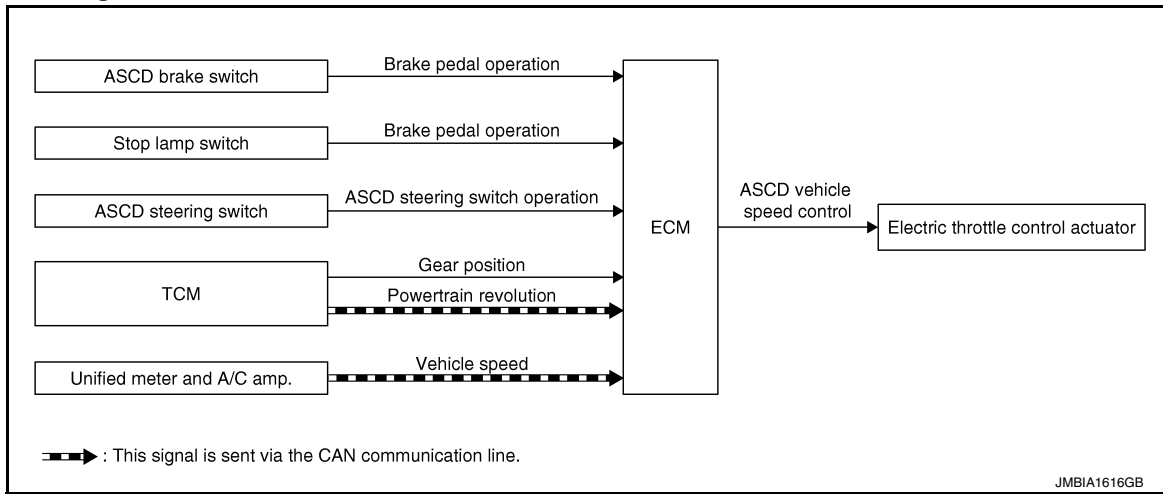 ASCD brake switch
Brake pedal operation
Stop lamp switch
Brake pedal operation
ASCD steering switch
ASCD steering switch operation
TCM
Gear position
Powertrain revolution
Unified meter and A/C amp.
Vehicle speed
ECM
ASCD vehicle
speed control
Electric throttle control actuator
: This signal is sent via the CAN communication line.
JMBIA1616GB